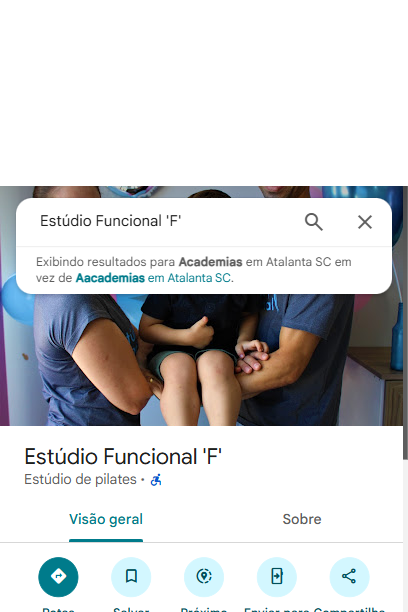 Estúdio Funcional 'F'
Exibindo resultados para Academias em Atalanta SC em
vez de Aacademias em Atalanta SC.
Estúdio Funcional 'F'
Estúdio de pilates ·
Visão geral
Sobre
Rotas
Salvar
Próximo
Enviar para
Compartilhe